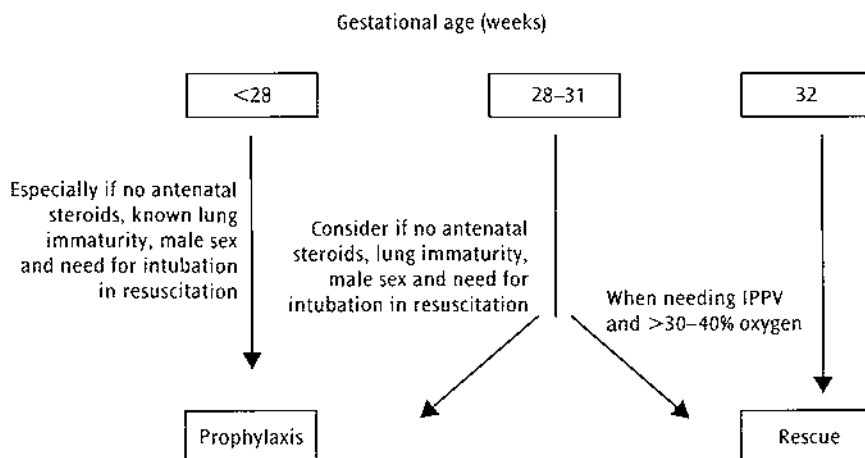 Gestational age (weeks)
<28
28–31
32
Especially if no antenatal
steroids, known lung
immaturity, male sex
and need for intubation
in resuscitation
Consider if no antenatal
steroids, lung immaturity,
male sex and need for
intubation in resuscitation
When needing IPPV
and >30–40% oxygen
Prophylaxis
Rescue